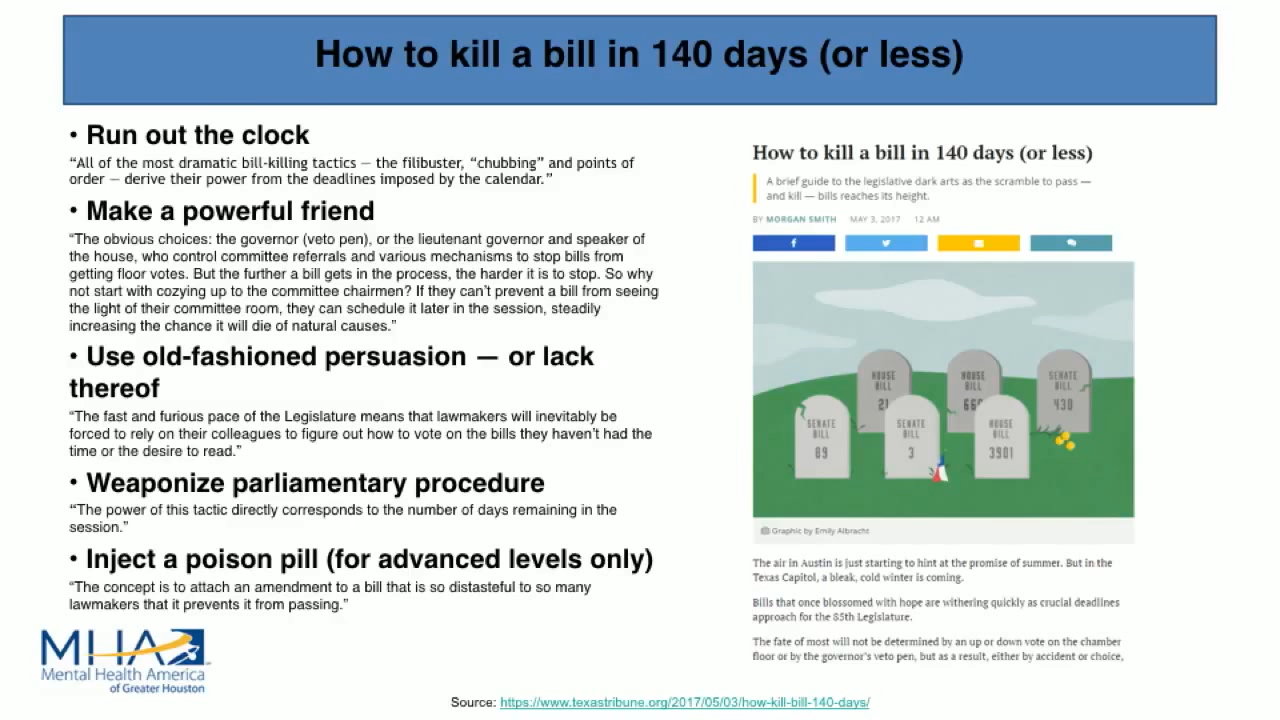 How to kill a bill in 140 days (or less)
• Run out the clock
“All of the most dramatic bill-killing tactics — the filibuster, “chubbing” and points of
order — derive their power from the deadlines imposed by the calendar.”
• Make a powerful friend
“The obvious choices: the governor (veto pen), or the lieutenant governor and speaker of
the house, who control committee referrals and various mechanisms to stop bills from
getting floor votes. But the further a bill gets in the process, the harder it is to stop. So why
not start with cozying up to the committee chairmen? If they can’t prevent a bill from seeing
the light of their committee room, they can schedule it later in the session, steadily
increasing the chance it will die of natural causes.”
• Use old-fashioned persuasion — or lack
thereof
“The fast and furious pace of the Legislature means that lawmakers will inevitably be
forced to rely on their colleagues to figure out how to vote on the bills they haven’t had the
time or the desire to read.”
• Weaponize parliamentary procedure
“The power of this tactic directly corresponds to the number of days remaining in the
session.”
• Inject a poison pill (for advanced levels only)
“The concept is to attach an amendment to a bill that is so distasteful to so many
lawmakers that it prevents it from passing.”
MHA
Mental Health America
of Greater Houston
How to kill a bill in 140 days (or less)
A brief guide to the legislative dark arts as the scramble to pass —
and kill — bills reaches its height.
BY MORGAN SMITH MAY 3, 2017 12 AM
HOUSE
BILL
21
HOUSE
BILL
SENATE
BILL
430
SENATE
BILL
89
SENATE
BILL
3
HOUSE
BILL
3901
Graphic by Emily Albracht
The air in Austin is just starting to hint at the promise of summer. But in the
Texas Capitol, a bleak, cold winter is coming.
Bills that once blossomed with hope are withering quickly as crucial deadlines
approach for the 85th Legislature.
The fate of most will not be determined by an up or down vote on the chamber
floor or by the governor's veto pen, but as a result, either by accident or choice,
Source: https://www.texastribune.org/2017/05/03/how-kill-bill-140-days/